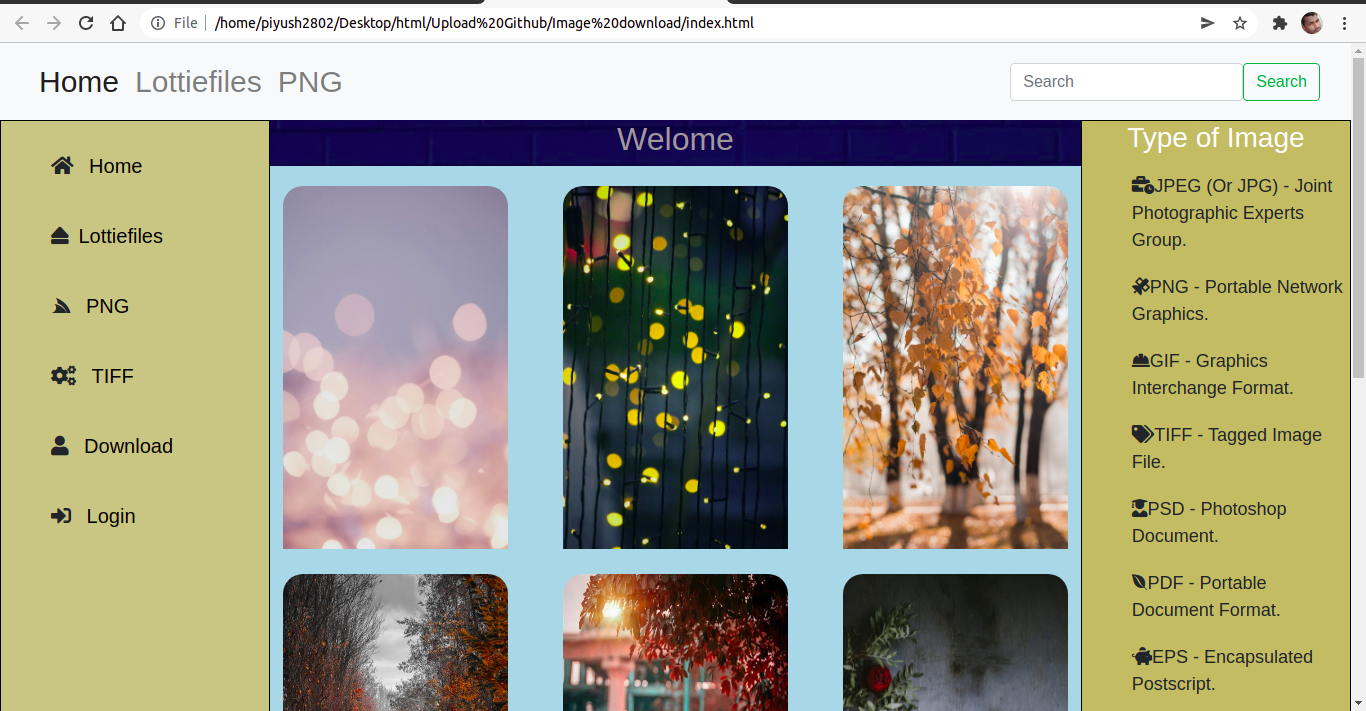 File | /home/piyush2802/Desktop/html/Upload%20Github/Image%20download/index.html
Home Lottiefiles PNG
Search
Search
Home
Lottiefiles
PNG
TIFF
Download
Login
Welome
Type of Image
JPEG (Or JPG) - Joint
Photographic Experts
Group.
PNG - Portable Network
Graphics.
GIF - Graphics
Interchange Format.
TIFF - Tagged Image
File.
PSD - Photoshop
Document.
PDF - Portable
Document Format.
EPS - Encapsulated
Postscript.